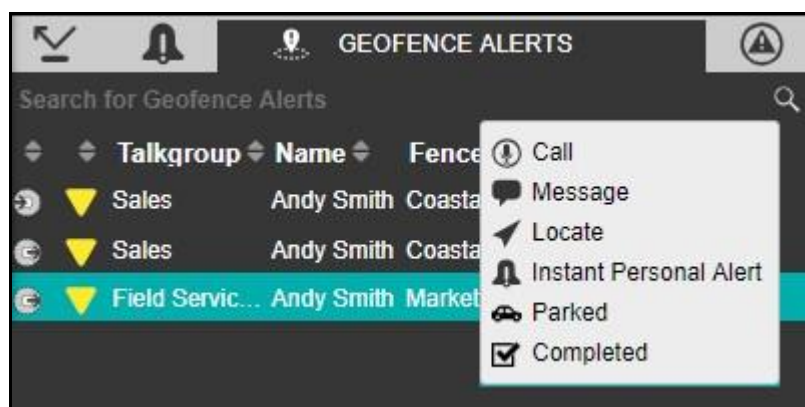 GEOFENCE ALERTS
Search for Geofence Alerts
Talkgroup Name Fence
Sales Andy Smith Coasta
Sales Andy Smith Coasta
Field Servic... Andy Smith Market
Call
Message
Locate
Instant Personal Alert
Parked
Completed